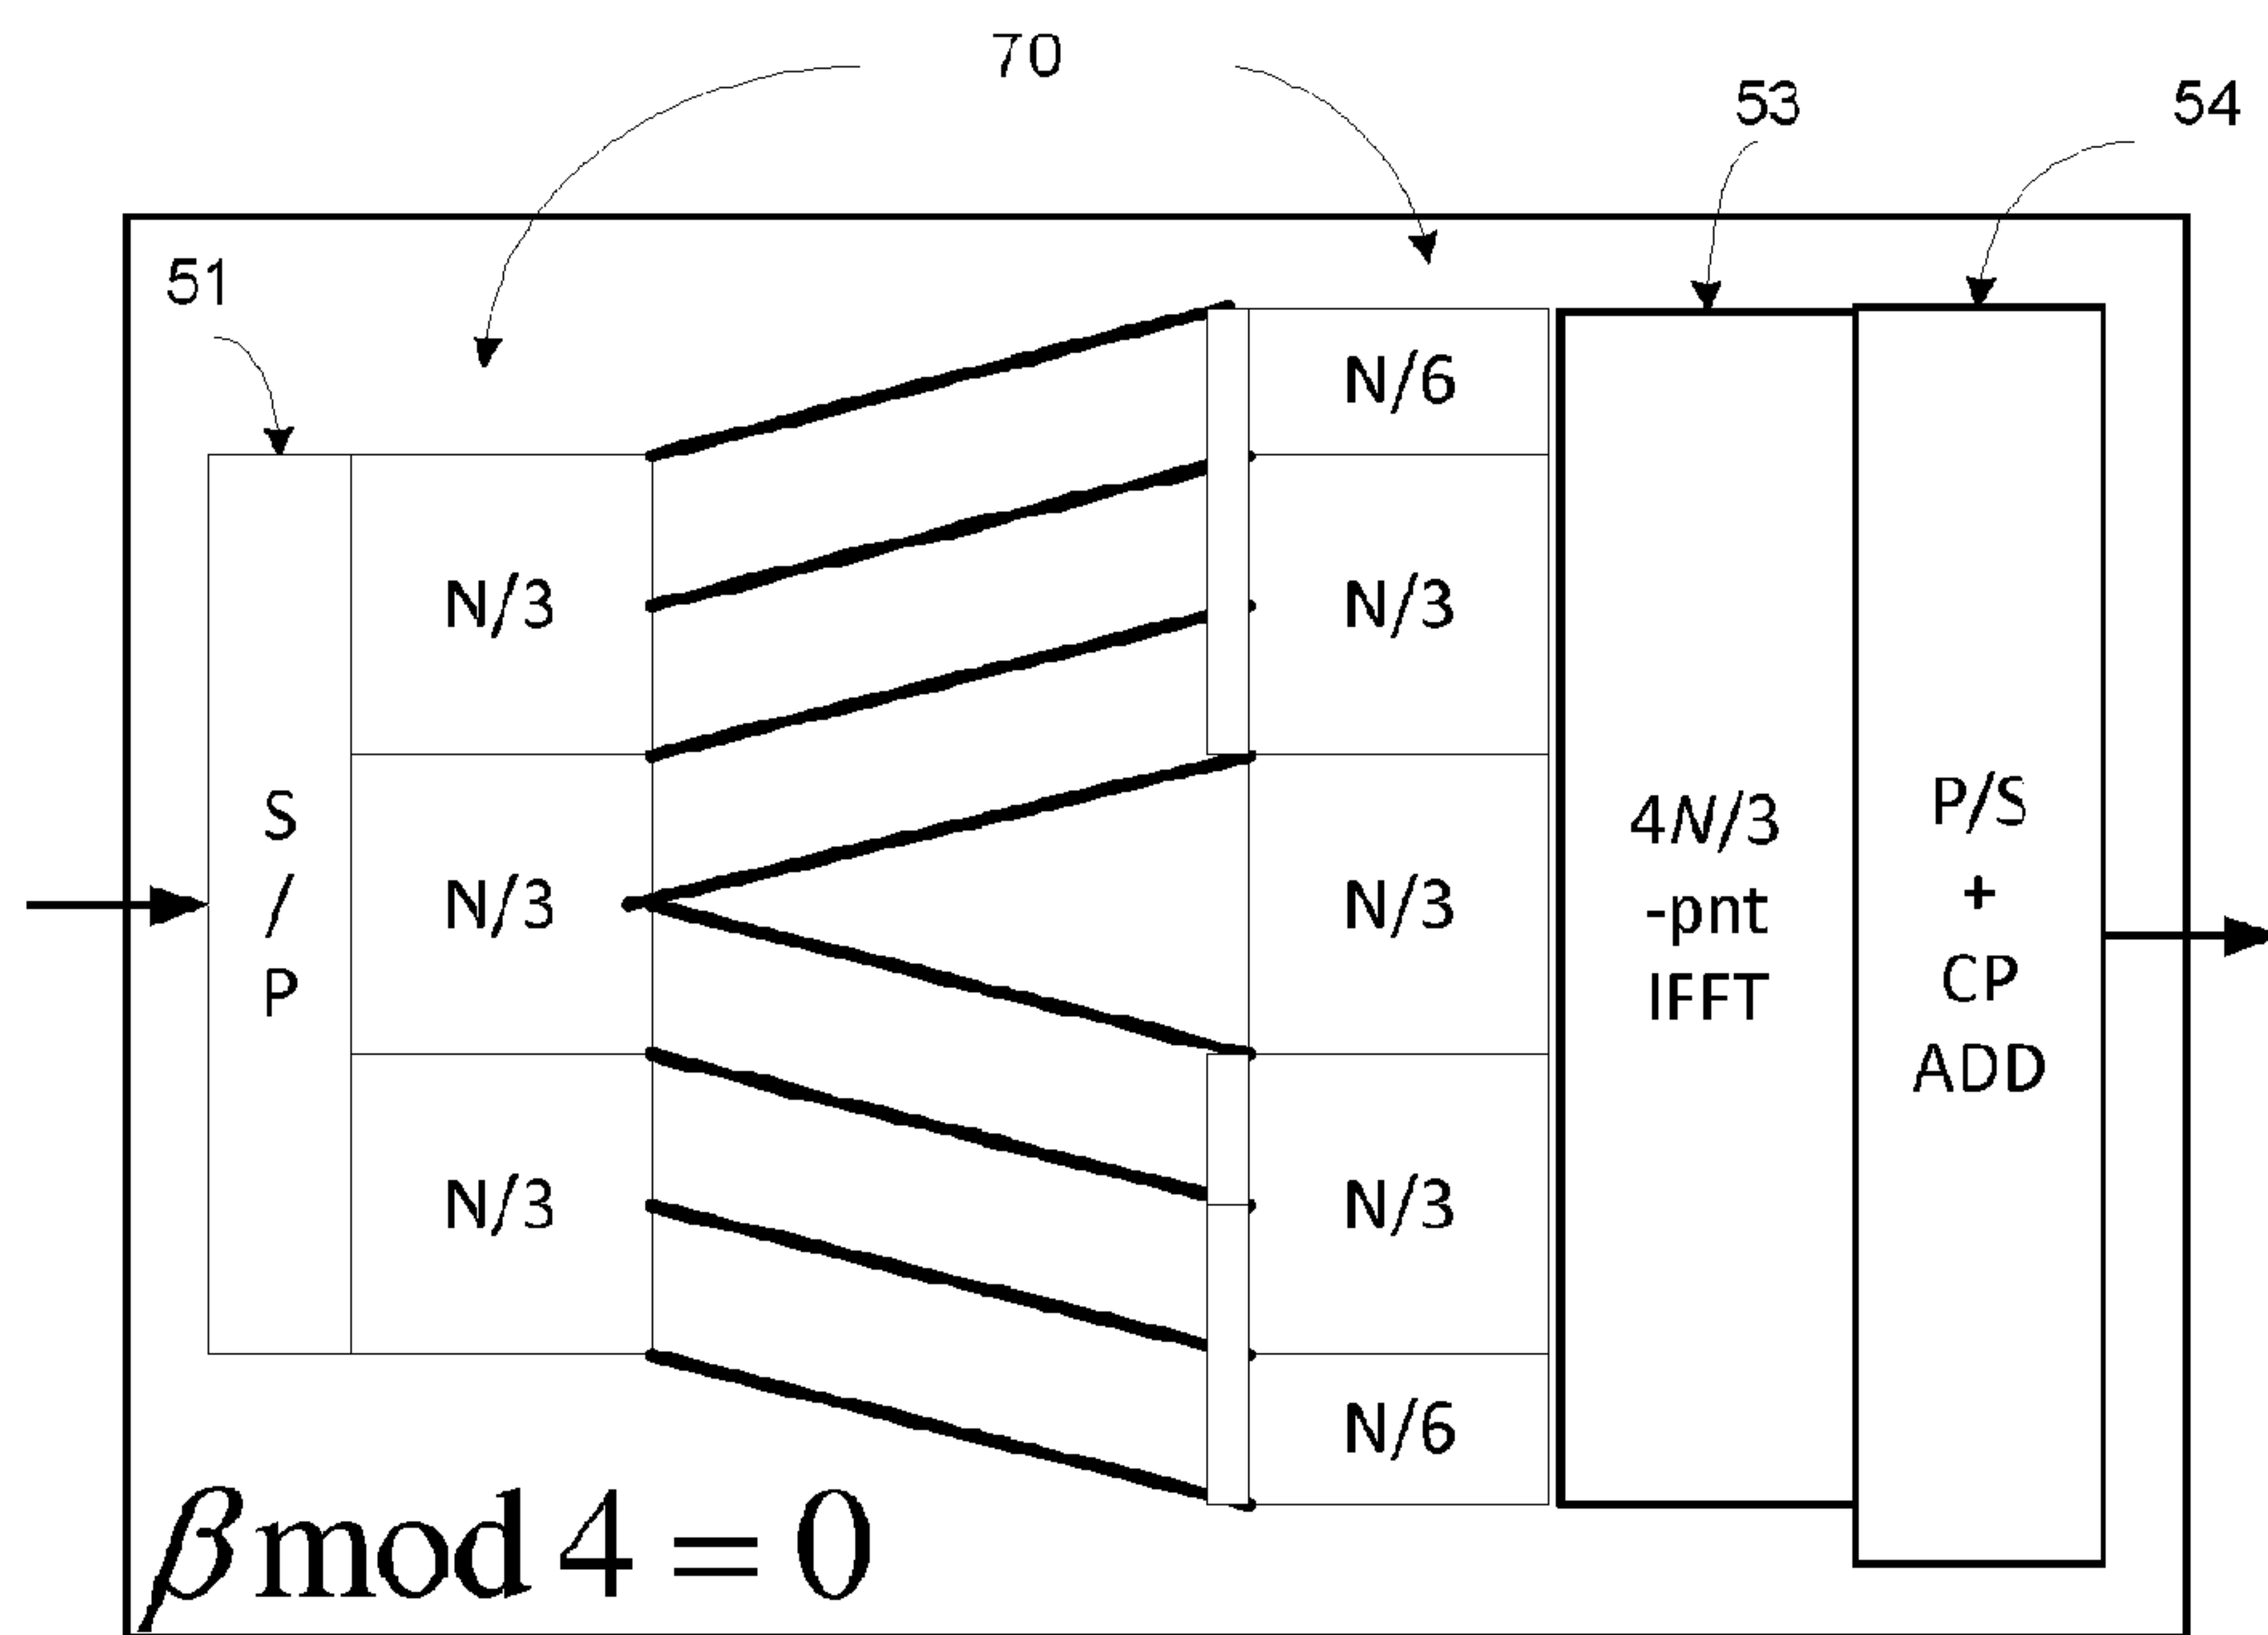 70
53
54
51
S
/
P
N/3
N/3
N/3
N/6
N/3
N/3
N/3
N/6
4N/3
-pnt
IFFT
P/S
+
CP
ADD
β mod 4 = 0